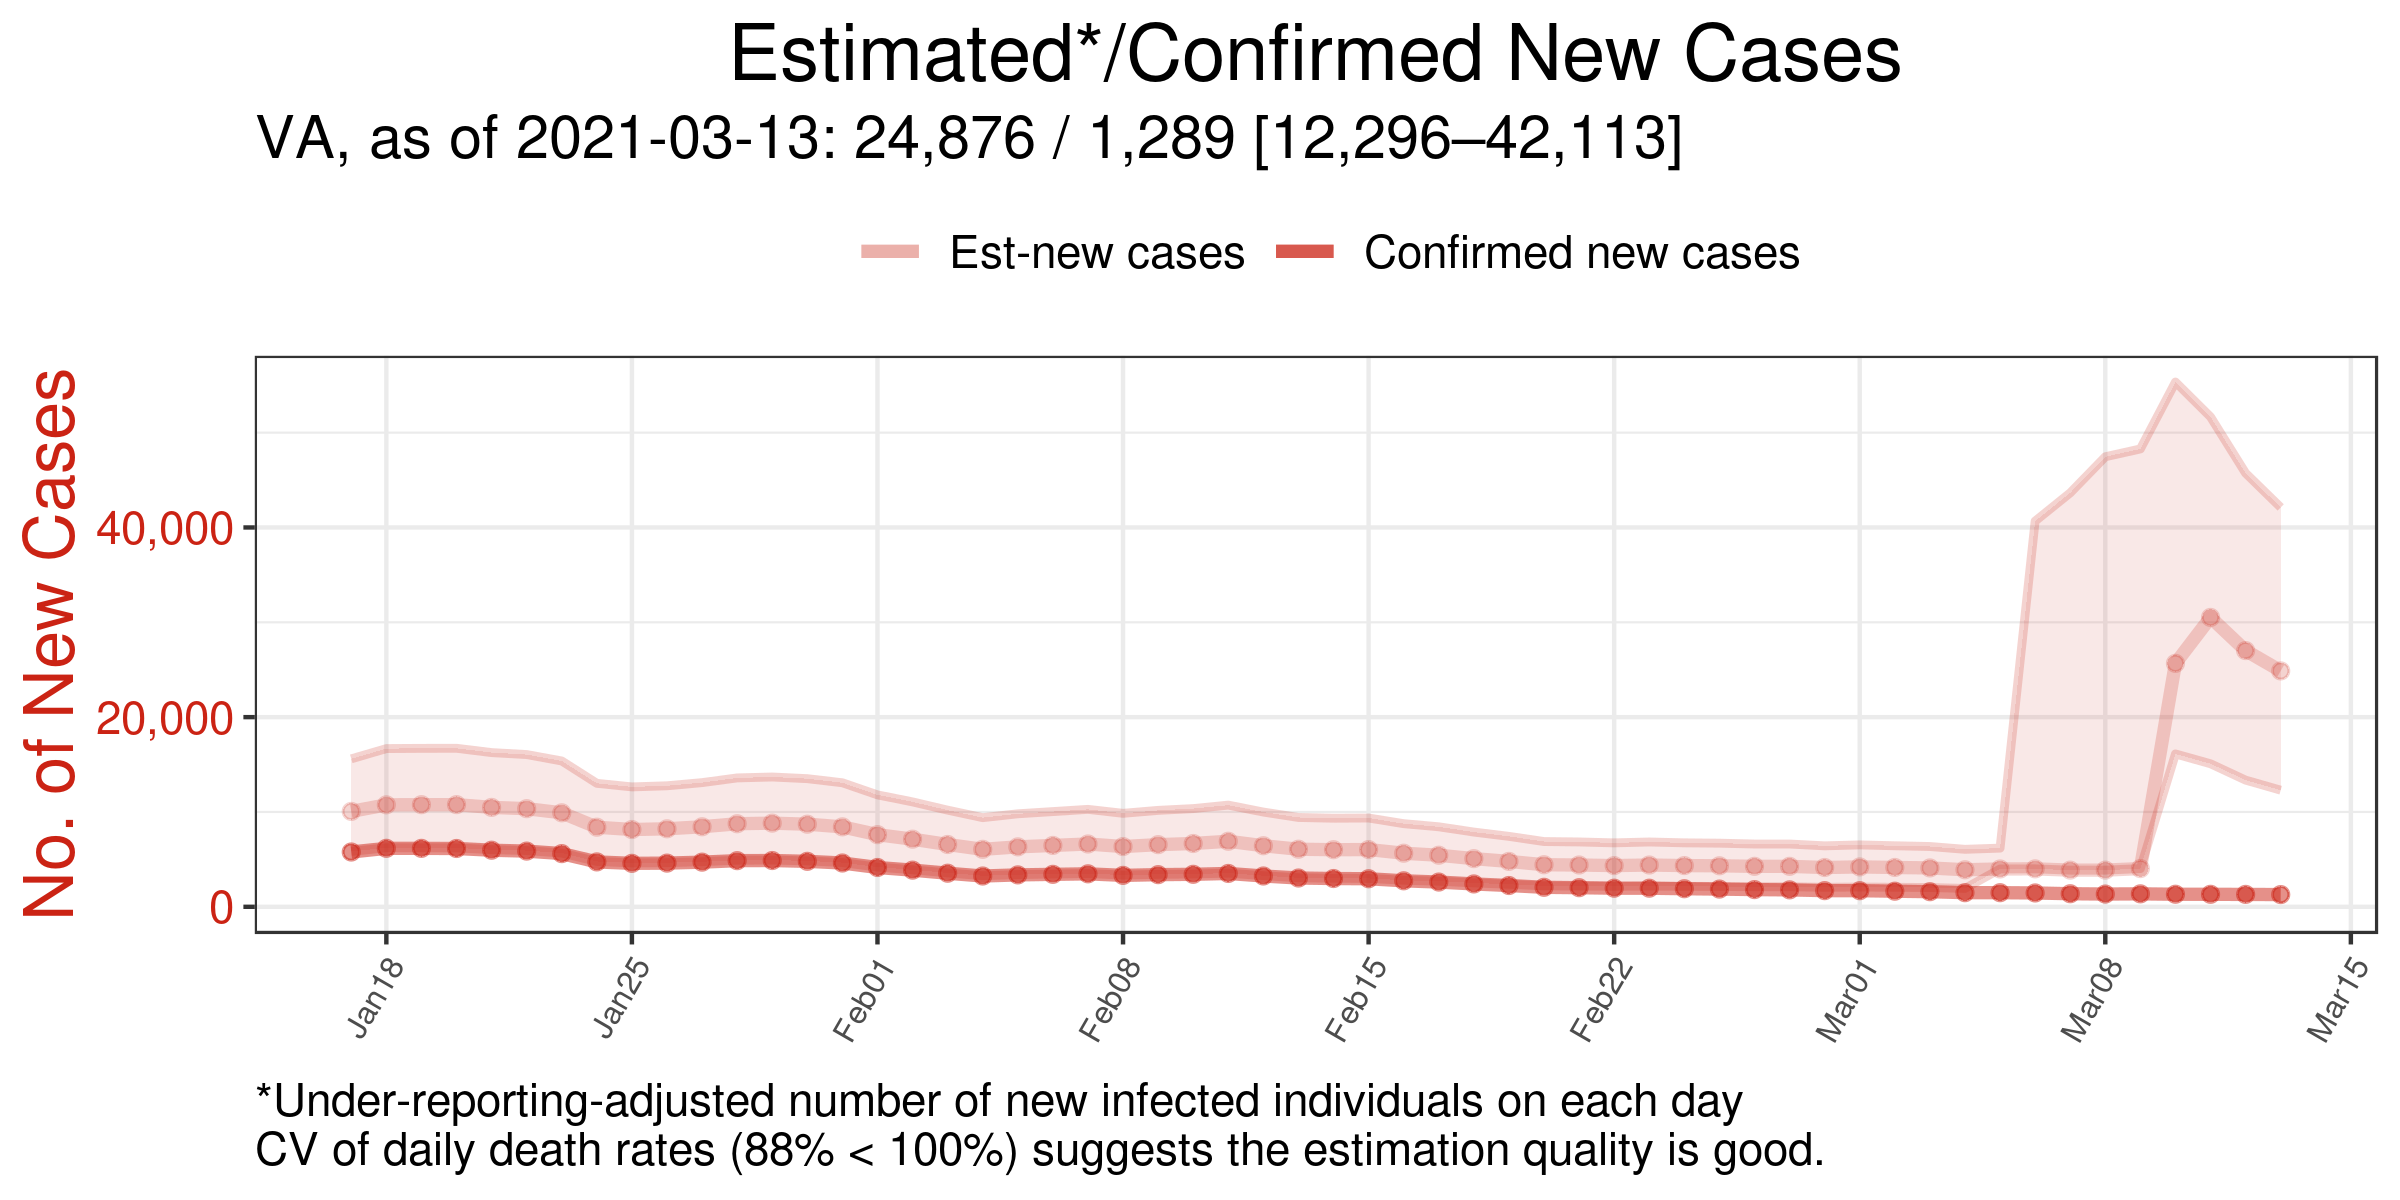 Estimated*/Confirmed New Cases
VA, as of 2021-03-13: 24,876 / 1,289 [12,296–42,113]
Est-new cases
Confirmed new cases
No. of New Cases
40,000
20,000
0
Jan18
Jan25
Feb01
Feb08
Feb15
Feb22
Mar01
Mar08
Mar15
*Under-reporting-adjusted number of new infected individuals on each day
CV of daily death rates (88% < 100%) suggests the estimation quality is good.